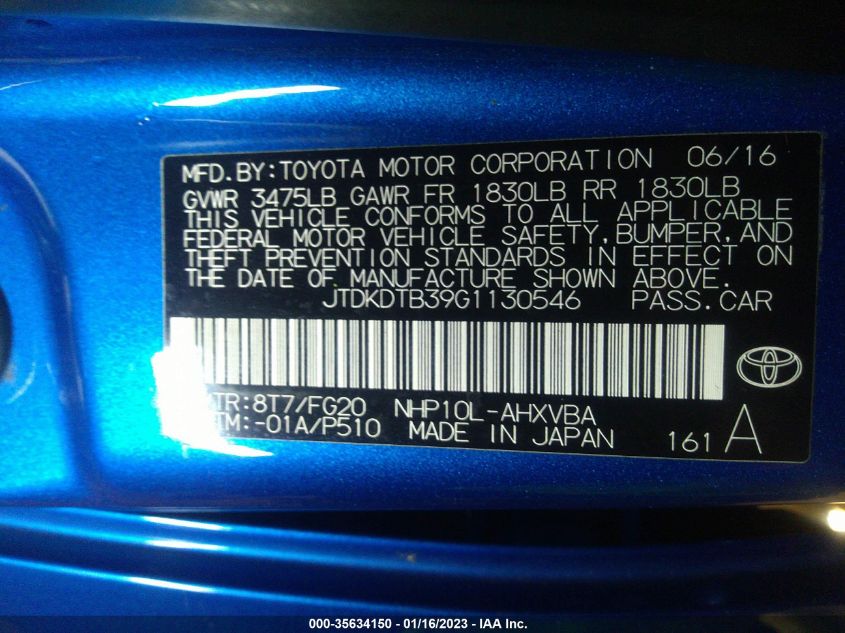 MFD.BY:TOYOTA MOTOR CORPORATION 06/16
GVWR 3475LB GAWR FR 1830LB RR 1830LB
THIS VEHICLE CONFORMS TO ALL APPLICABLE
FEDERAL MOTOR VEHICLE SAFETY,BUMPER,AND
THEFT PREVENTION STANDARDS IN EFFECT ON
THE DATE OF MANUFACTURE SHOWN ABOVE.
JTDKDTB39G1130546 PASS.CAR
TR:8T7/FG20 NHP10L-AHXVBA
M:-01A/P510 MADE IN JAPAN 161 A
000-35634150 - 01/16/2023 - IAA Inc.